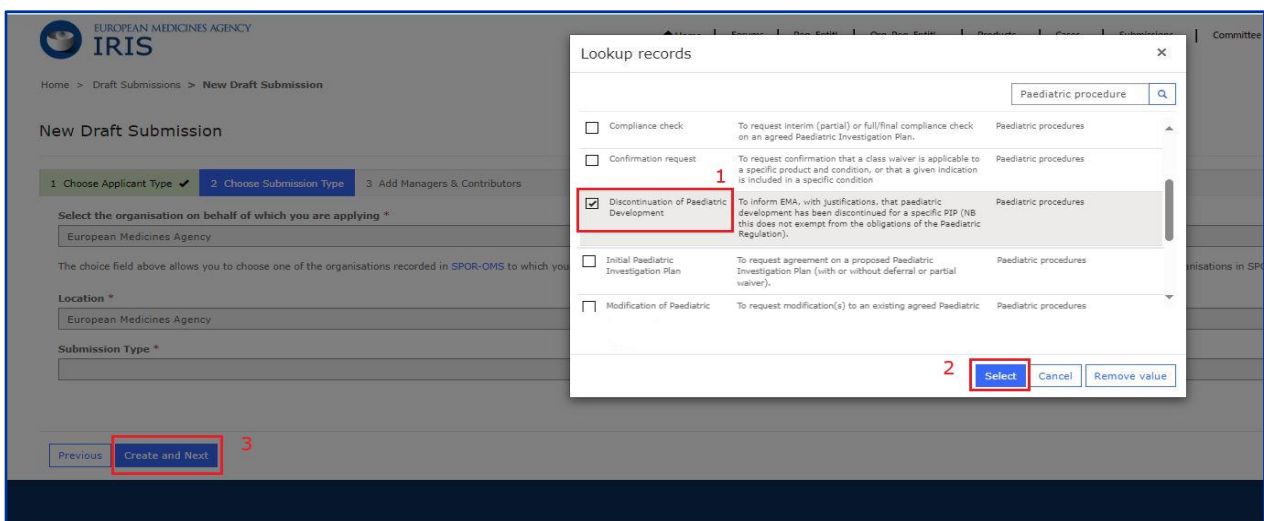 EUROPEAN MEDICINES AGENCY
IRIS
Home
Committee
Home > Draft Submissions > New Draft Submission
New Draft Submission
1 Choose Applicant Type ✔ 2 Choose Submission Type 3 Add Managers & Contributors
Select the organisation on behalf of which you are applying *
European Medicines Agency
The choice field above allows you to choose one of the organisations recorded in SPOR-OMS to which you
Location *
European Medicines Agency
Submission Type *
Previous Create and Next
3
Lookup records ×
Paediatric procedure
Compliance check To request interim (partial) or full/final compliance check Paediatric procedures
on an agreed Paediatric Investigation Plan.
Confirmation request To request confirmation that a class waiver is applicable to Paediatric procedures
a specific product and condition, or that a given indication
is included in a specific condition
1
Discontinuation of Paediatric To inform EMA, with justifications, that paediatric Paediatric procedures
Development development has been discontinued for a specific PIP (NB
this does not exempt from the obligations of the Paediatric
Regulation).
Initial Paediatric To request agreement on a proposed Paediatric Paediatric procedures
Investigation Plan Investigation Plan (with or without deferral or partial
waiver).
Modification of Paediatric To request modification(s) to an existing agreed Paediatric Paediatric procedures
2
Select Cancel Remove value